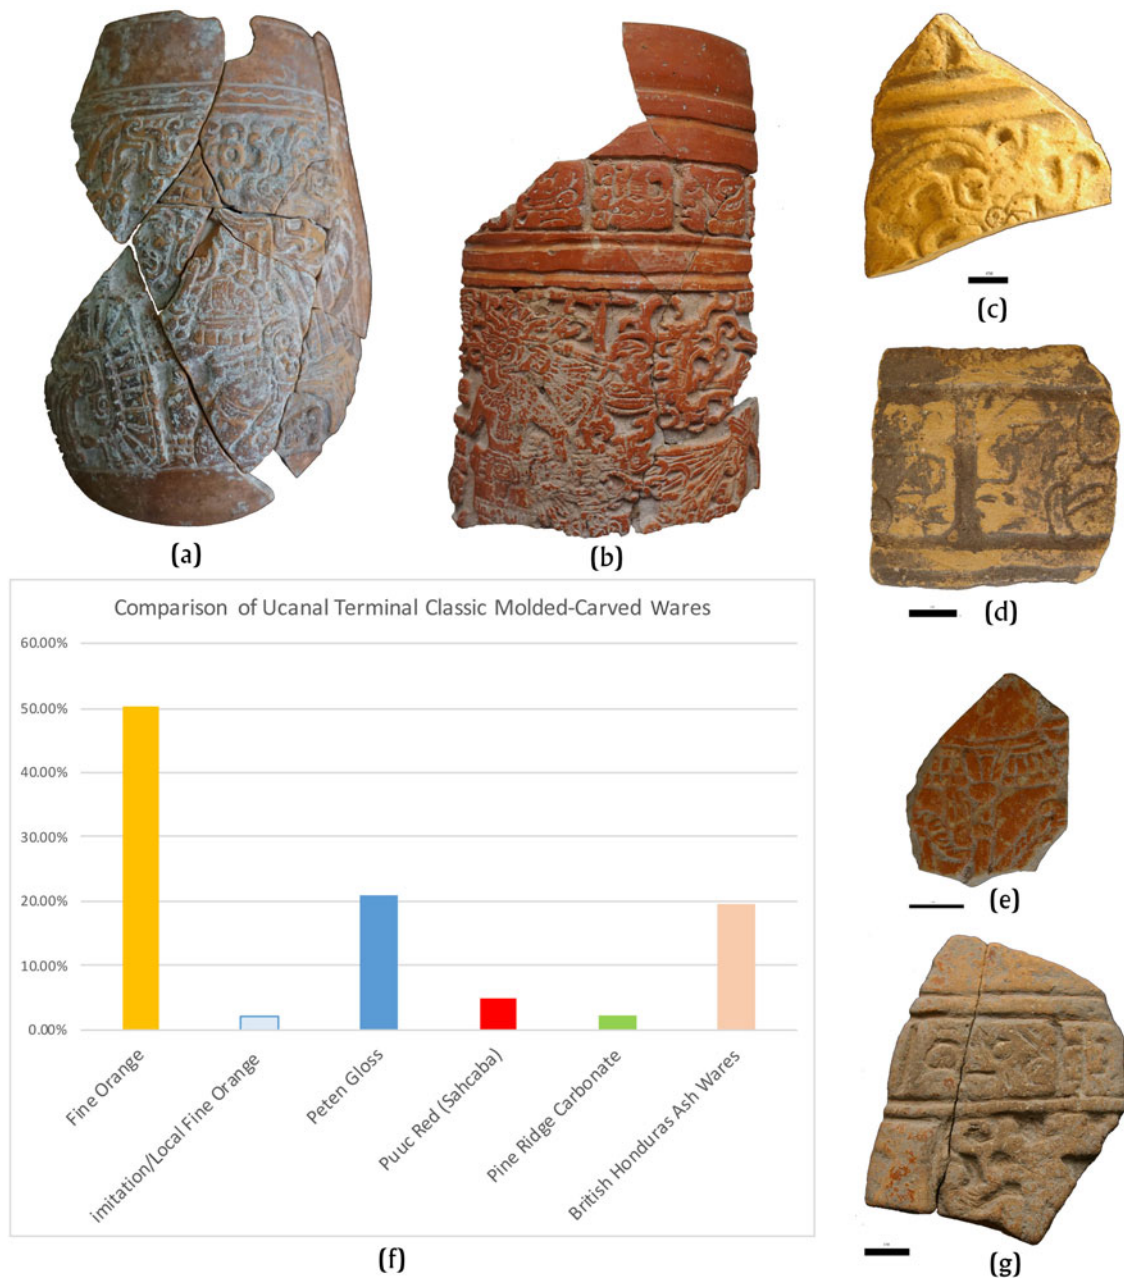 (a)
(b)
(c)
(d)
(e)
(g)
Comparison of Ucanal Terminal Classic Molded-Carved Wares
60.00%
50.00%
40.00%
30.00%
20.00%
10.00%
0.00%
Fine Orange
imitation/Local Fine Orange
Peten Gloss
Puuc Red (Sahcaba)
Pine Ridge Carbonate
British Honduras Ash Wares
(f)